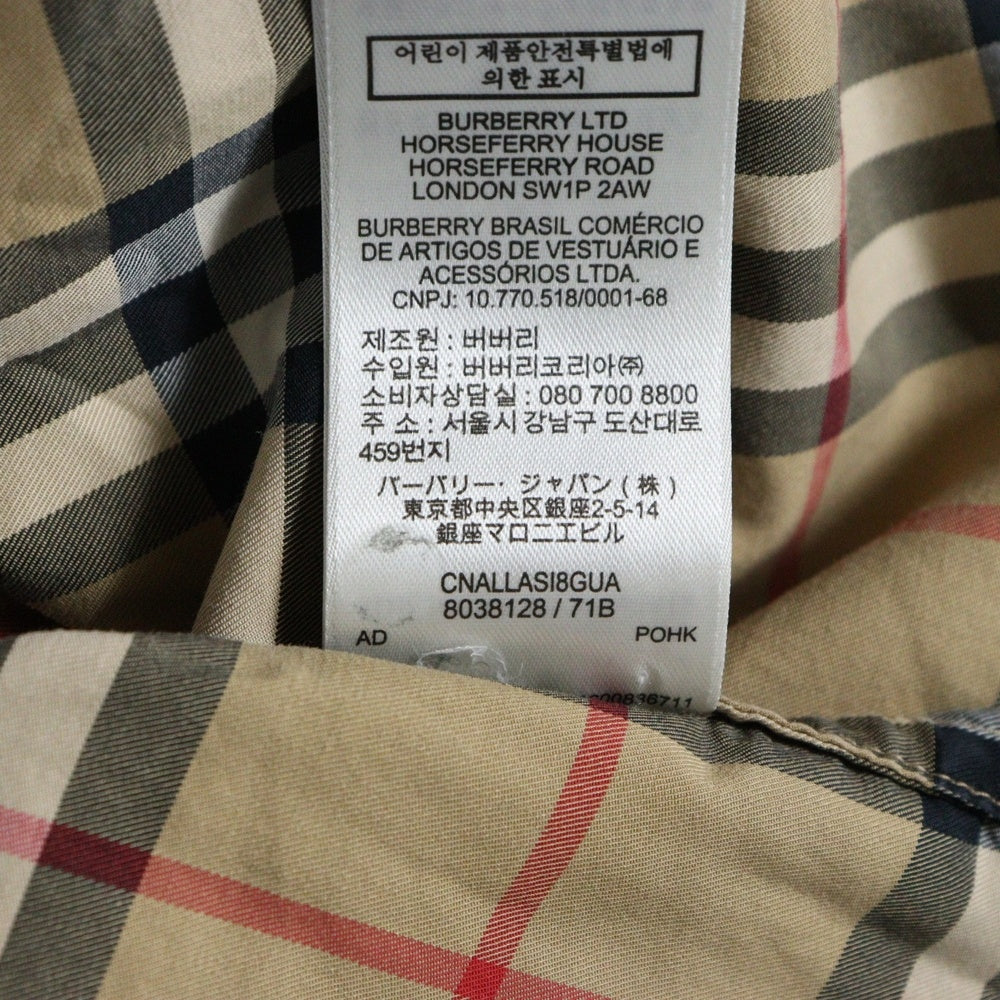 어린이 제품안전특별법에
의한 표시
BURBERRY LTD
HORSEFERRY HOUSE
HORSEFERRY ROAD
LONDON SW1P 2AW
BURBERRY BRASIL COMÉRCIO
DE ARTIGOS DE VESTUÁRIO E
ACESSÓRIOS LTDA.
CNPJ: 10.770.518/0001-68
제조원 : 버버리
수입원 : 버버리코리아㈜
소비자상담실 : 080 700 8800
주 소 : 서울시 강남구 도산대로
459번지
バーバリー・ジャパン ( 株 )
東京都中央区銀座2-5-14
銀座マロニエビル
CNALLASI8GUA
8038128 / 71B
AD POHK